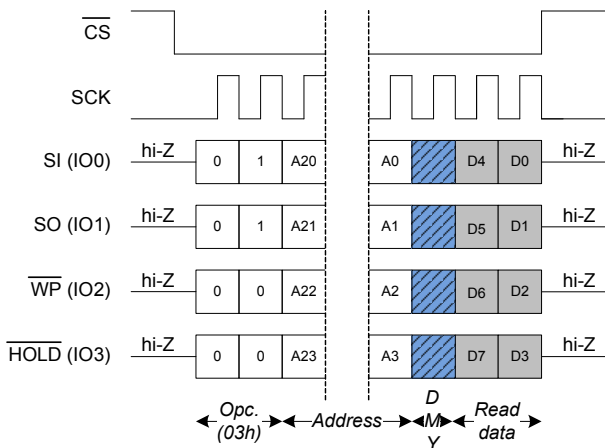 CS
SCK
SI (IO0) hi-Z 0 1 A20 A0 D4 D0 hi-Z
SO (IO1) hi-Z 0 1 A21 A1 D5 D1 hi-Z
WP (IO2) hi-Z 0 0 A22 A2 D6 D2 hi-Z
HOLD (IO3) hi-Z 0 0 A23 A3 D7 D3 hi-Z
Opc. (03h)
Address
D
M
Y
Read
data